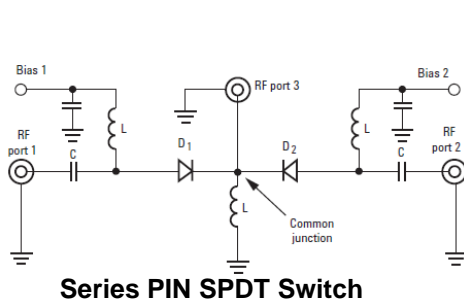 Bias 1
Bias 2
RF port 3
L
L
RF
port 1
C
D1
D2
C
RF
port 2
L
Common
junction
Series PIN SPDT Switch